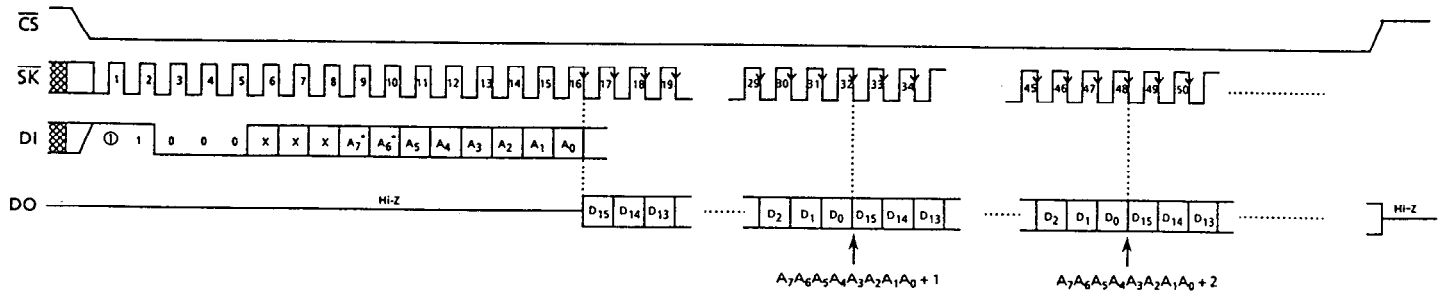 CS
SK 1 2 3 4 5 6 7 8 9 10 11 12 13 14 15 16 17 18 19 29 30 31 32 33 34 45 46 47 48 49 50
DI ① 1 0 0 0 X X X A7* A6* A5 A4 A3 A2 A1 A0
DO Hi-Z D15 D14 D13 D2 D1 D0 D15 D14 D13 D2 D1 D0 D15 D14 D13 Hi-Z
A7A6A5A4A3A2A1A0 + 1 A7A6A5A4A3A2A1A0 + 2